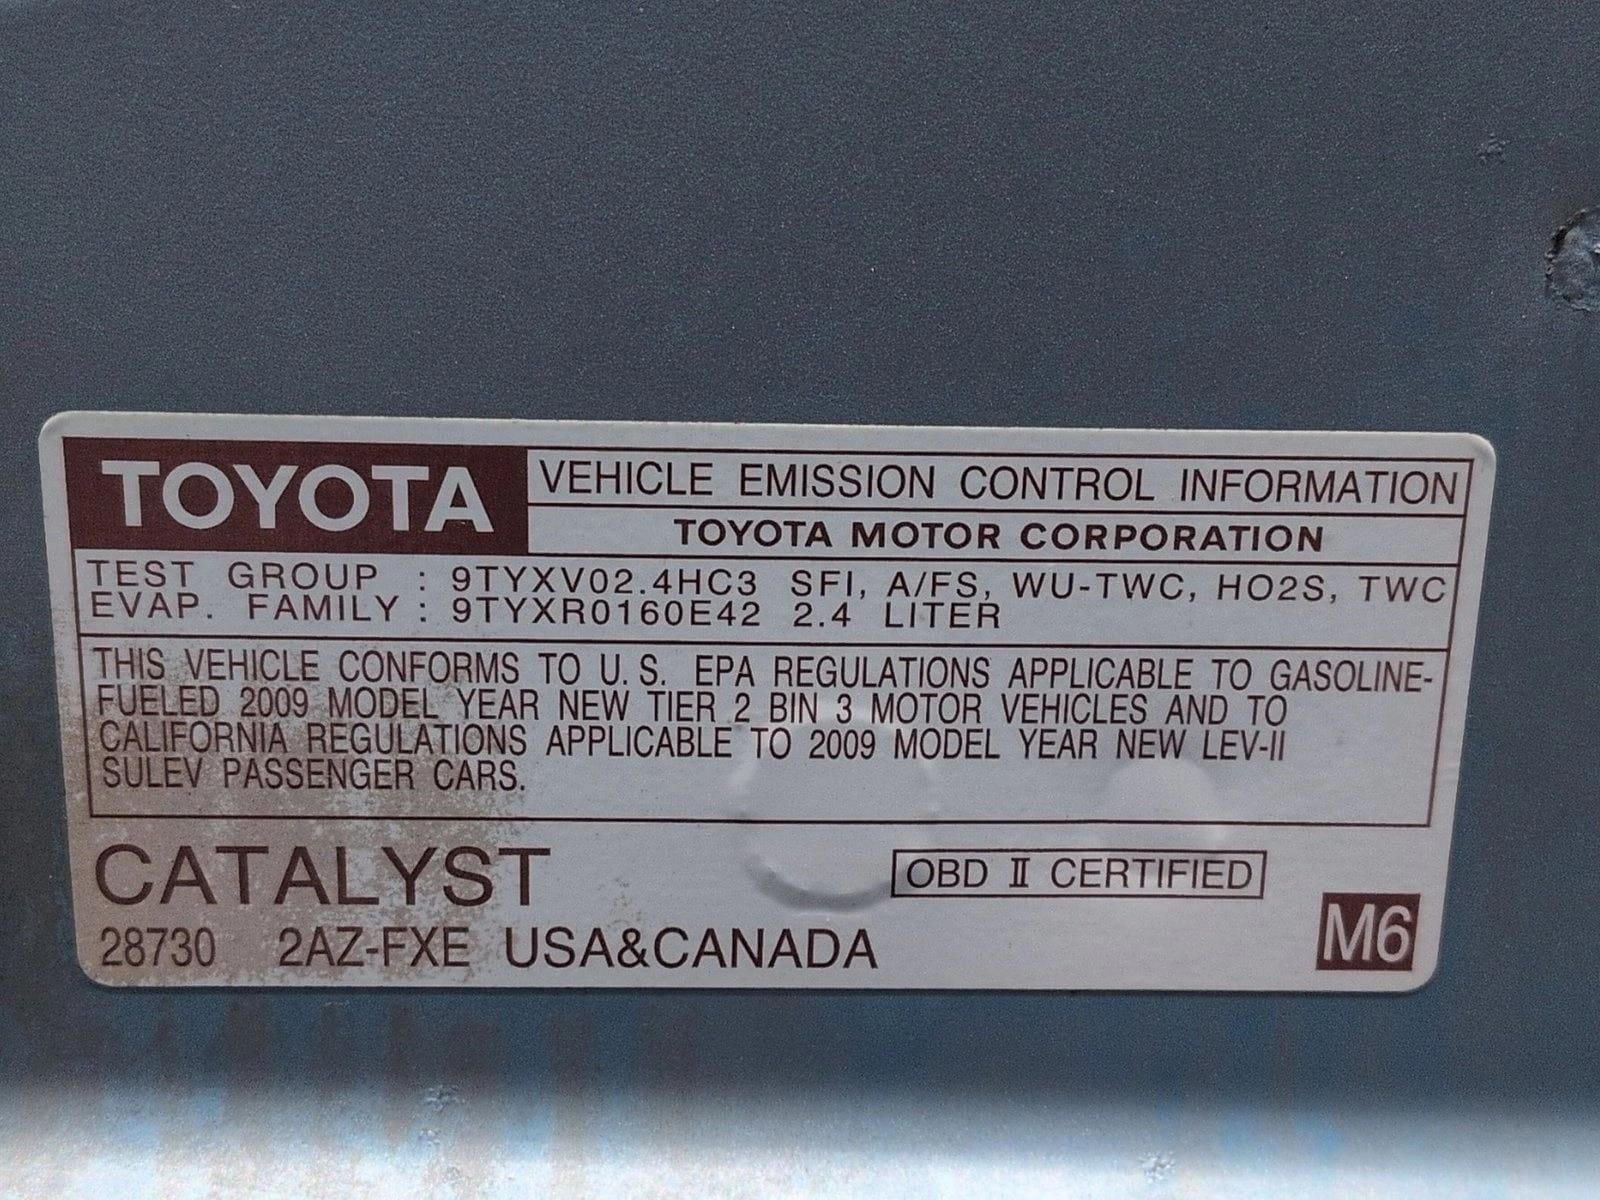 TOYOTA
VEHICLE EMISSION CONTROL INFORMATION
TOYOTA MOTOR CORPORATION
TEST GROUP : 9TYXV02.4HC3 SFI, A/FS, WU-TWC, HO2S, TWC
EVAP. FAMILY : 9TYXR0160E42 2.4 LITER
THIS VEHICLE CONFORMS TO U.S. EPA REGULATIONS APPLICABLE TO GASOLINE-
FUELED 2009 MODEL YEAR NEW TIER 2 BIN 3 MOTOR VEHICLES AND TO
CALIFORNIA REGULATIONS APPLICABLE TO 2009 MODEL YEAR NEW LEV-II
SULEV PASSENGER CARS.
CATALYST
OBD II CERTIFIED
28730 2AZ-FXE USA&CANADA
M6